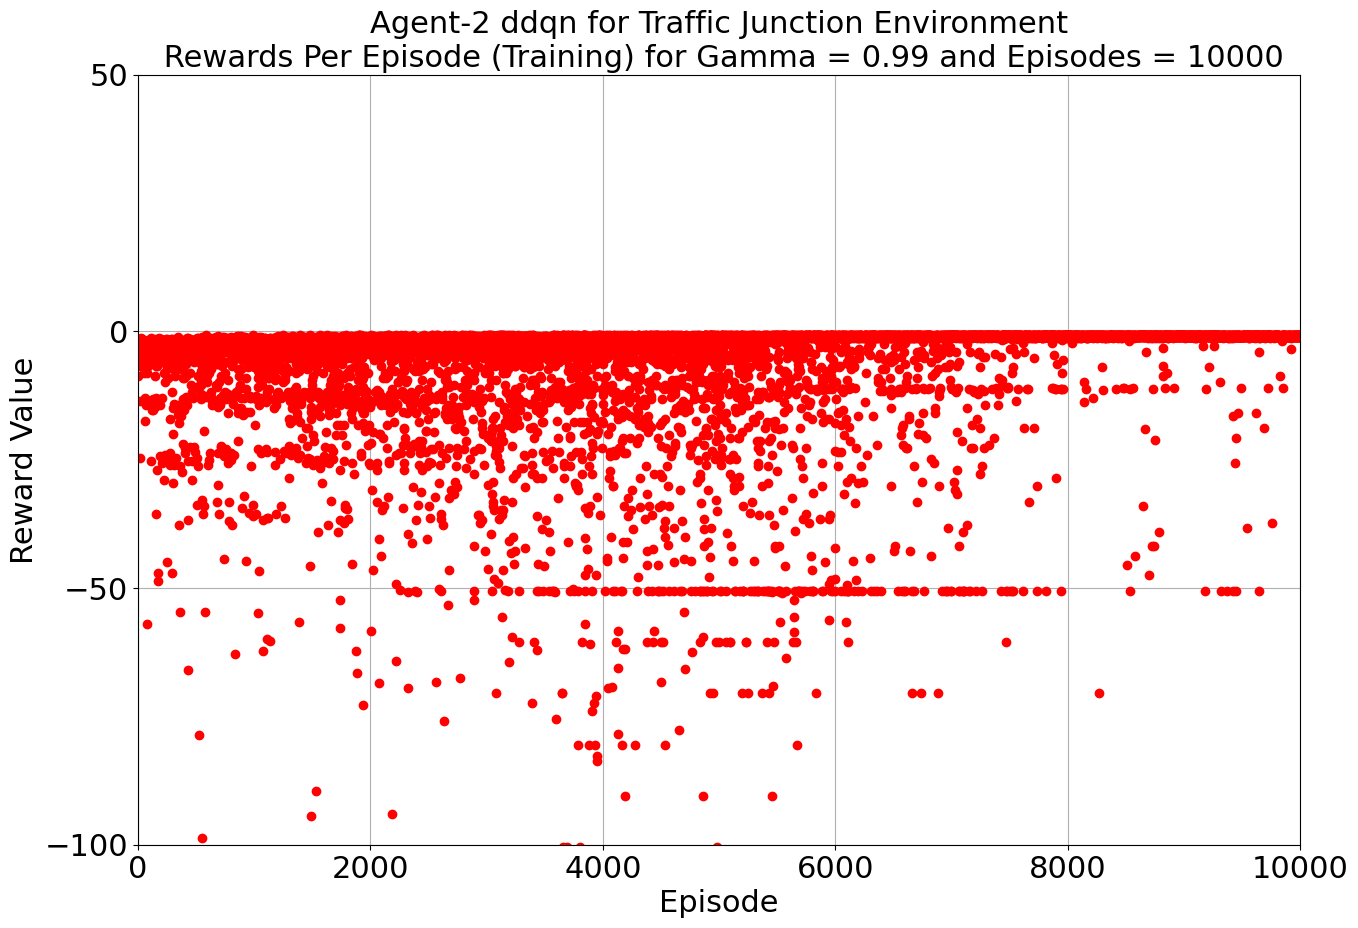 Agent-2 ddqn for Traffic Junction Environment
Rewards Per Episode (Training) for Gamma = 0.99 and Episodes = 10000
50
0
−50
−100
Reward Value
0 2000 4000 6000 8000 10000
Episode